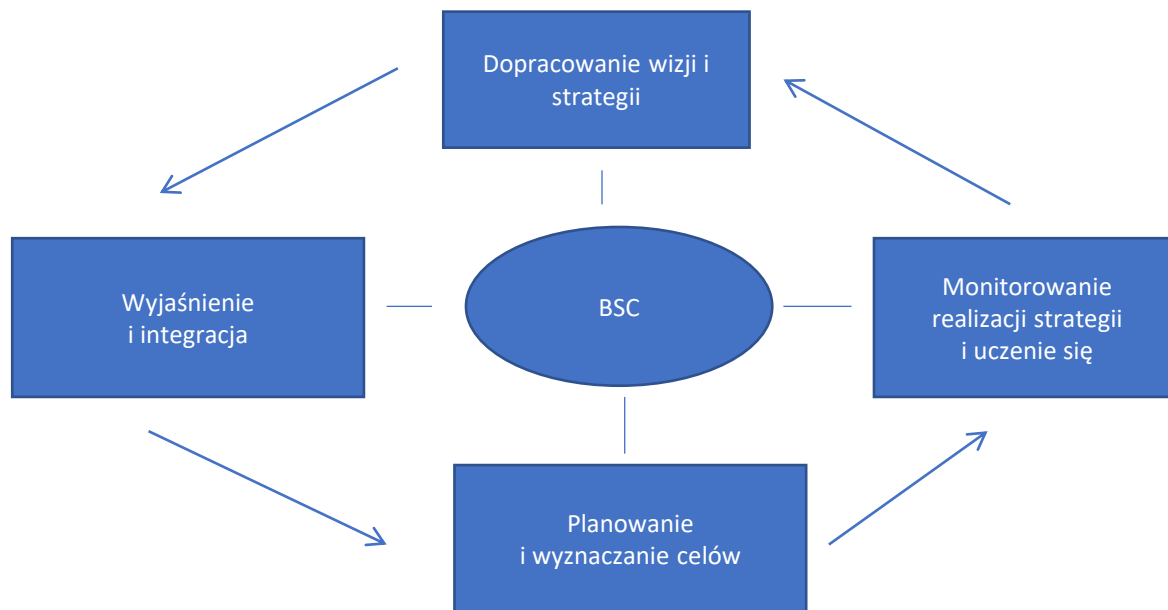 Dopracowanie wizji i
strategii
Wyjaśnienie
i integracja
BSC
Monitorowanie
realizacji strategii
i uczenie się
Planowanie
i wyznaczanie celów